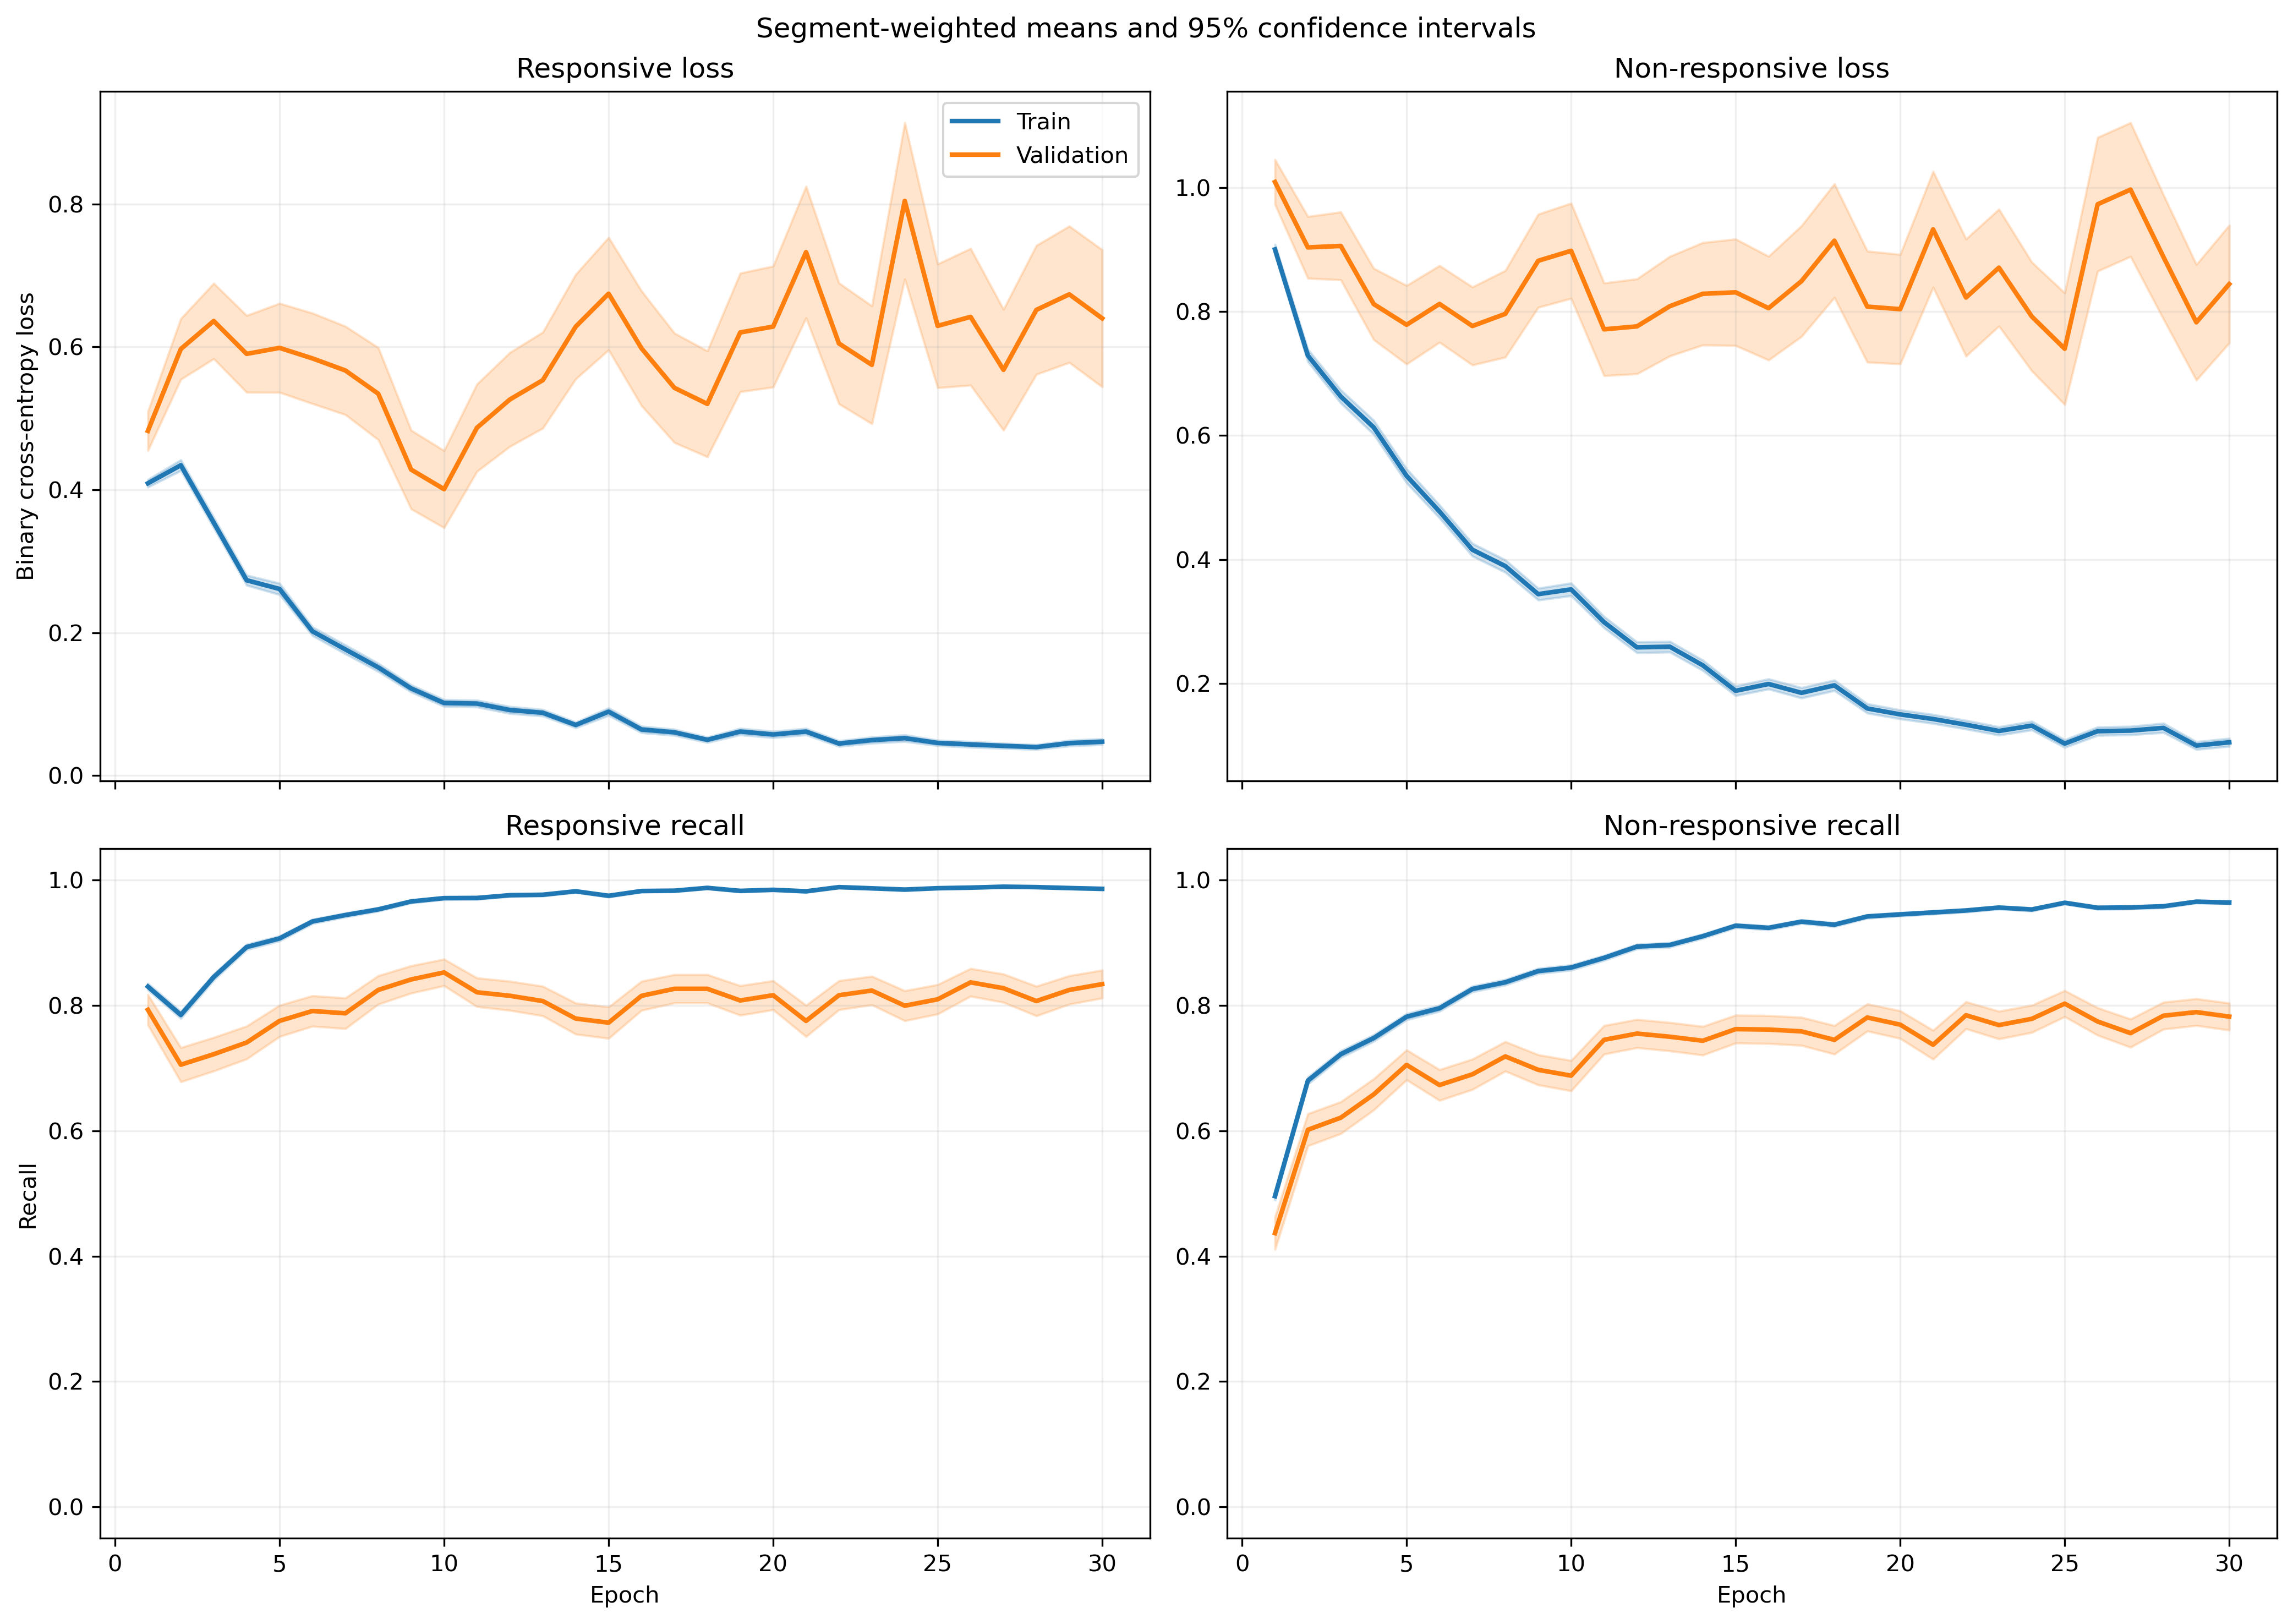 Segment-weighted means and 95% confidence intervals
Responsive loss
Non-responsive loss
Train
Validation
Binary cross-entropy loss
0.8
0.6
0.4
0.2
0.0
1.0
0.8
0.6
0.4
0.2
Responsive recall
Non-responsive recall
Recall
1.0
0.8
0.6
0.4
0.2
0.0
1.0
0.8
0.6
0.4
0.2
0.0
0 5 10 15 20 25 30
0 5 10 15 20 25 30
Epoch
Epoch